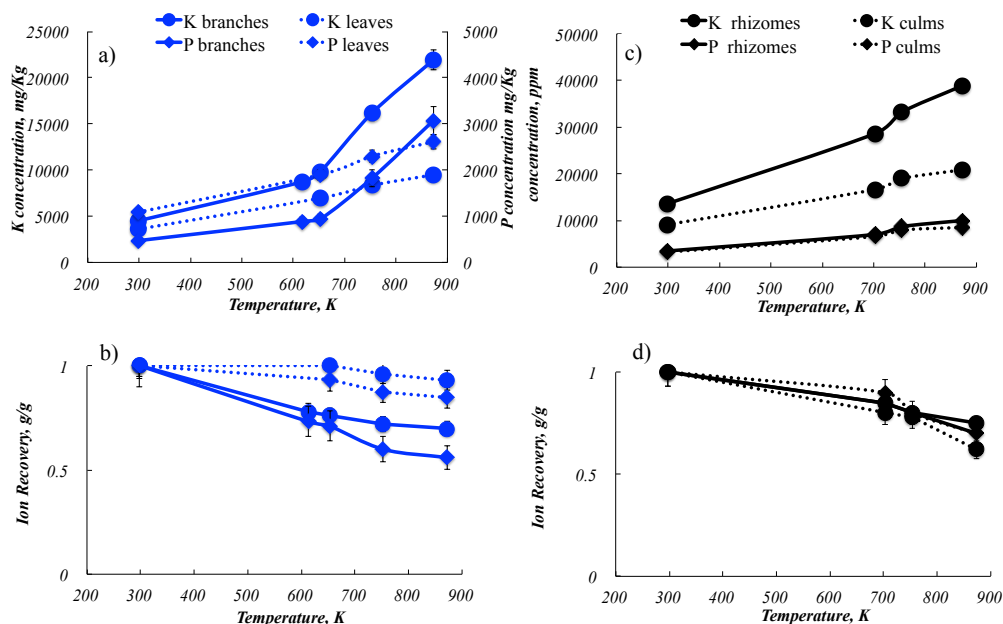 K branches K leaves
P branches P leaves
a)
25000
20000
15000
10000
5000
0
K concentration, mg/Kg
5000
4000
3000
2000
1000
0
P concentration mg/Kg
200 300 400 500 600 700 800 900
Temperature, K
K rhizomes K culms
P rhizomes P culms
c)
50000
40000
30000
20000
10000
0
concentration, ppm
200 300 400 500 600 700 800 900
Temperature, K
b)
1
0.5
0
Ion Recovery, g/g
200 300 400 500 600 700 800 900
Temperature, K
d)
1
0.5
0
Ion Recovery, g/g
200 300 400 500 600 700 800 900
Temperature, K